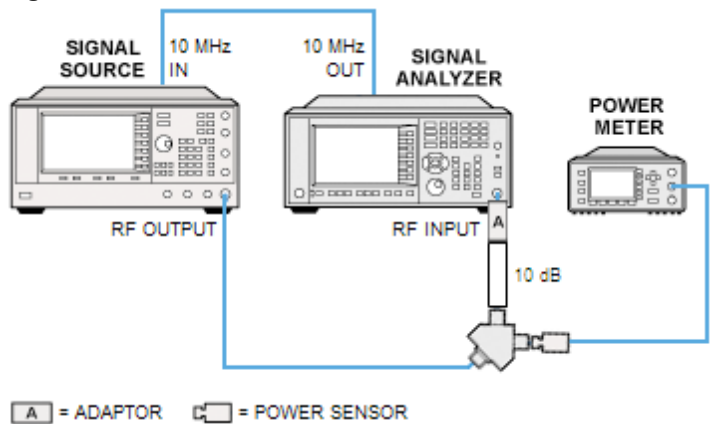 SIGNAL
SOURCE
10 MHz
IN
10 MHz
OUT
SIGNAL
ANALYZER
POWER
METER
RF OUTPUT
RF INPUT
A
10 dB
A = ADAPTOR
= POWER SENSOR